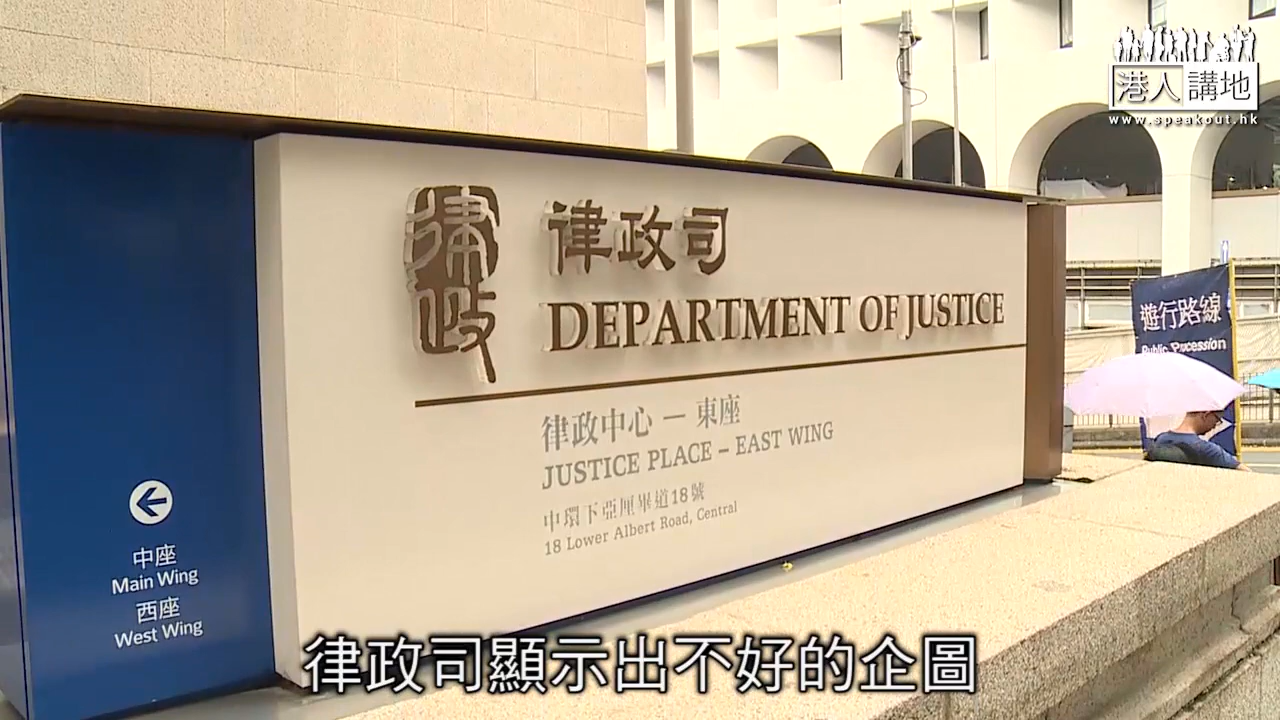 港人講地
www.speakout.hk
律政
律政司
DEPARTMENT OF JUSTICE
律政中心 — 東座
JUSTICE PLACE – EAST WING
中環下亞厘畢道18號
18 Lower Albert Road, Central
中座
Main Wing
西座
West Wing
遊行路線
Public Procession
律政司顯示出不好的企圖